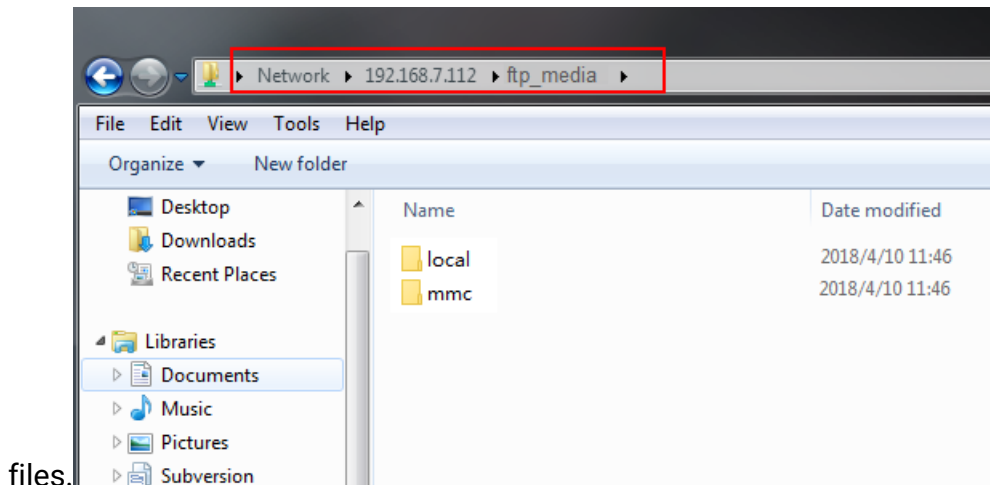 Network 192.168.7.112 ftp_media
File Edit View Tools Help
Organize New folder
Desktop
Downloads
Recent Places
Libraries
Documents
Music
Pictures
Subversion
Name Date modified
local 2018/4/10 11:46
mmc 2018/4/10 11:46
files.